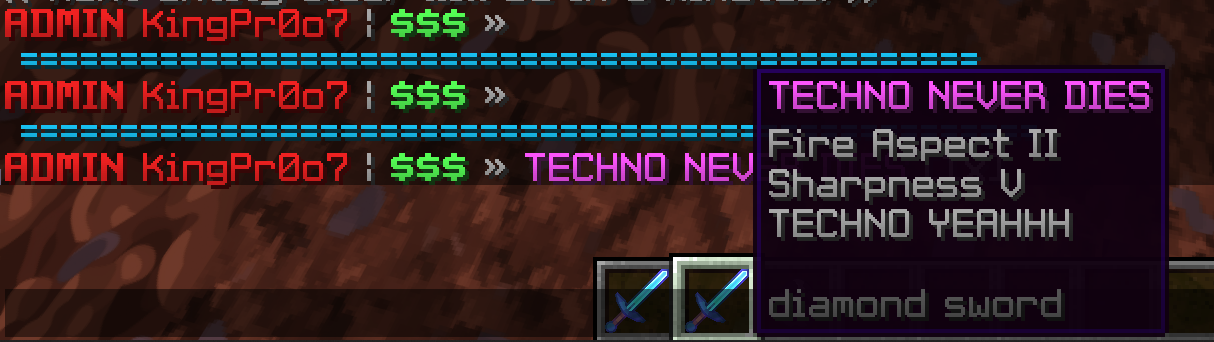 ADMIN KingPr0o7 ¦ $$$ »
================================================
ADMIN KingPr0o7 ¦ $$$ »
=====================================
ADMIN KingPr0o7 ¦ $$$ » TECHNO NEV
TECHNO NEVER DIES
Fire Aspect II
Sharpness V
TECHNO YEAHHH
diamond sword